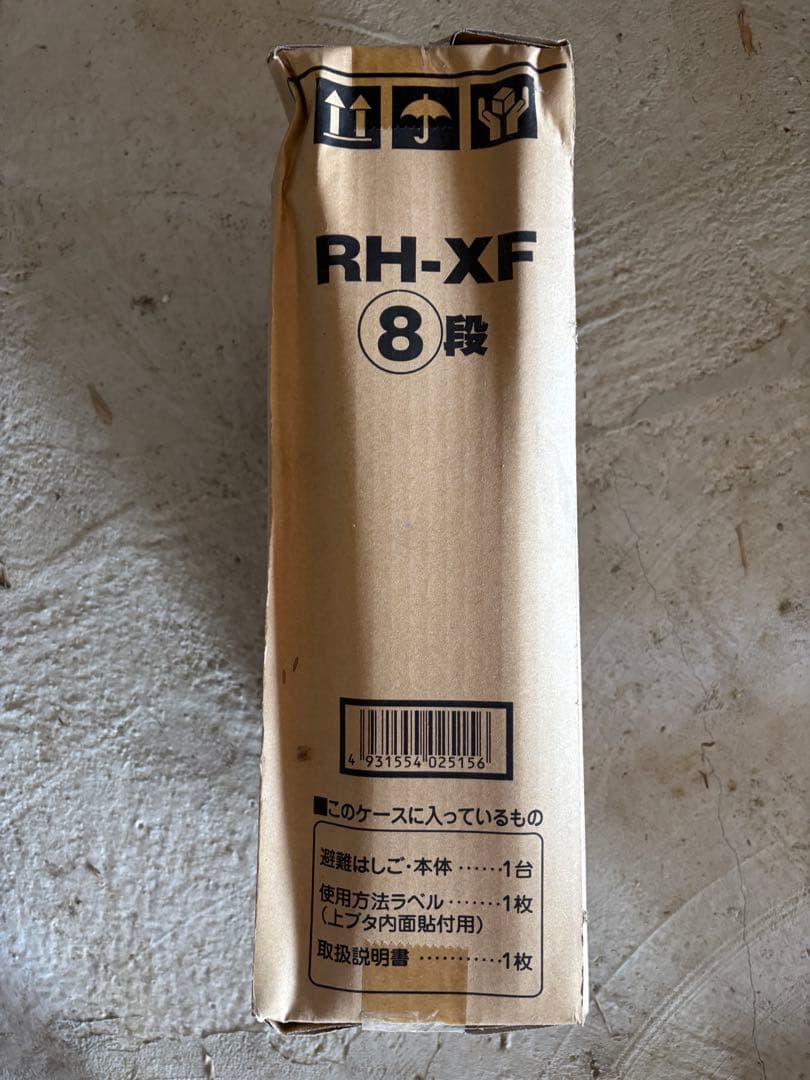 RH-XF
8段
4 931554 025156
■このケースに入っているもの
避難はしご・本体 ……1台
使用方法ラベル………1枚
(上ブタ内面貼付用)
取扱説明書 …………1枚